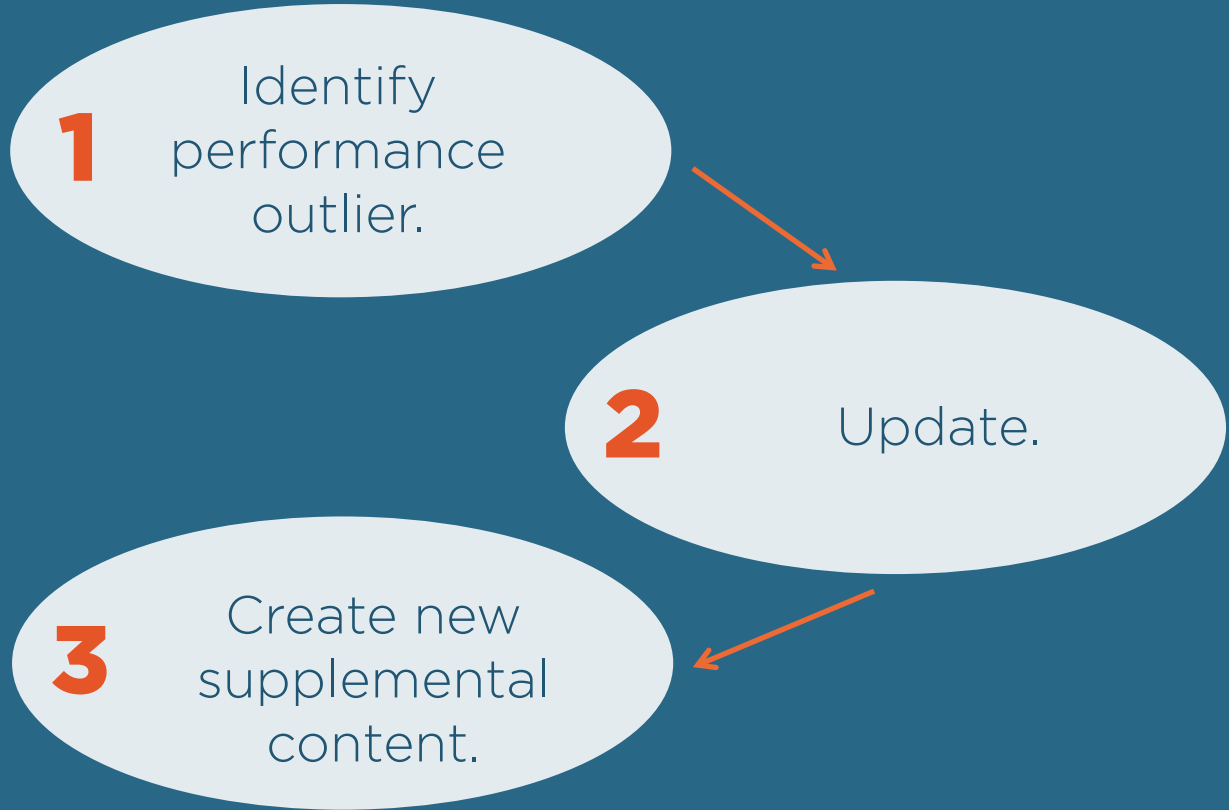 1
Identify
performance
outlier.
2
Update.
3
Create new
supplemental
content.